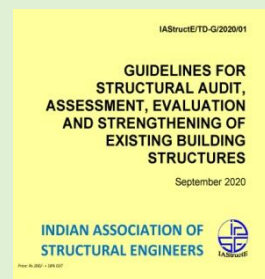 IAStructE/TD-G/2020/01
GUIDELINES FOR
STRUCTURAL AUDIT,
ASSESSMENT, EVALUATION
AND STRENGTHENING OF
EXISTING BUILDING
STRUCTURES
September 2020
INDIAN ASSOCIATION OF
STRUCTURAL ENGINEERS
IAStructE